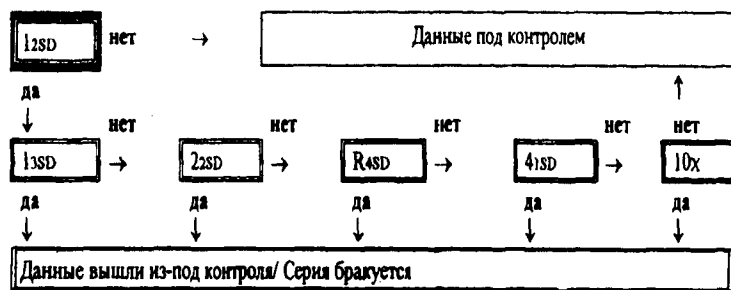 12SD нет → Данные под контролем
да
нет нет нет нет нет
13SD → 22SD → R4SD → 41SD → 10x
да да да да да
Данные вышли из-под контроля/ Серия бракуется